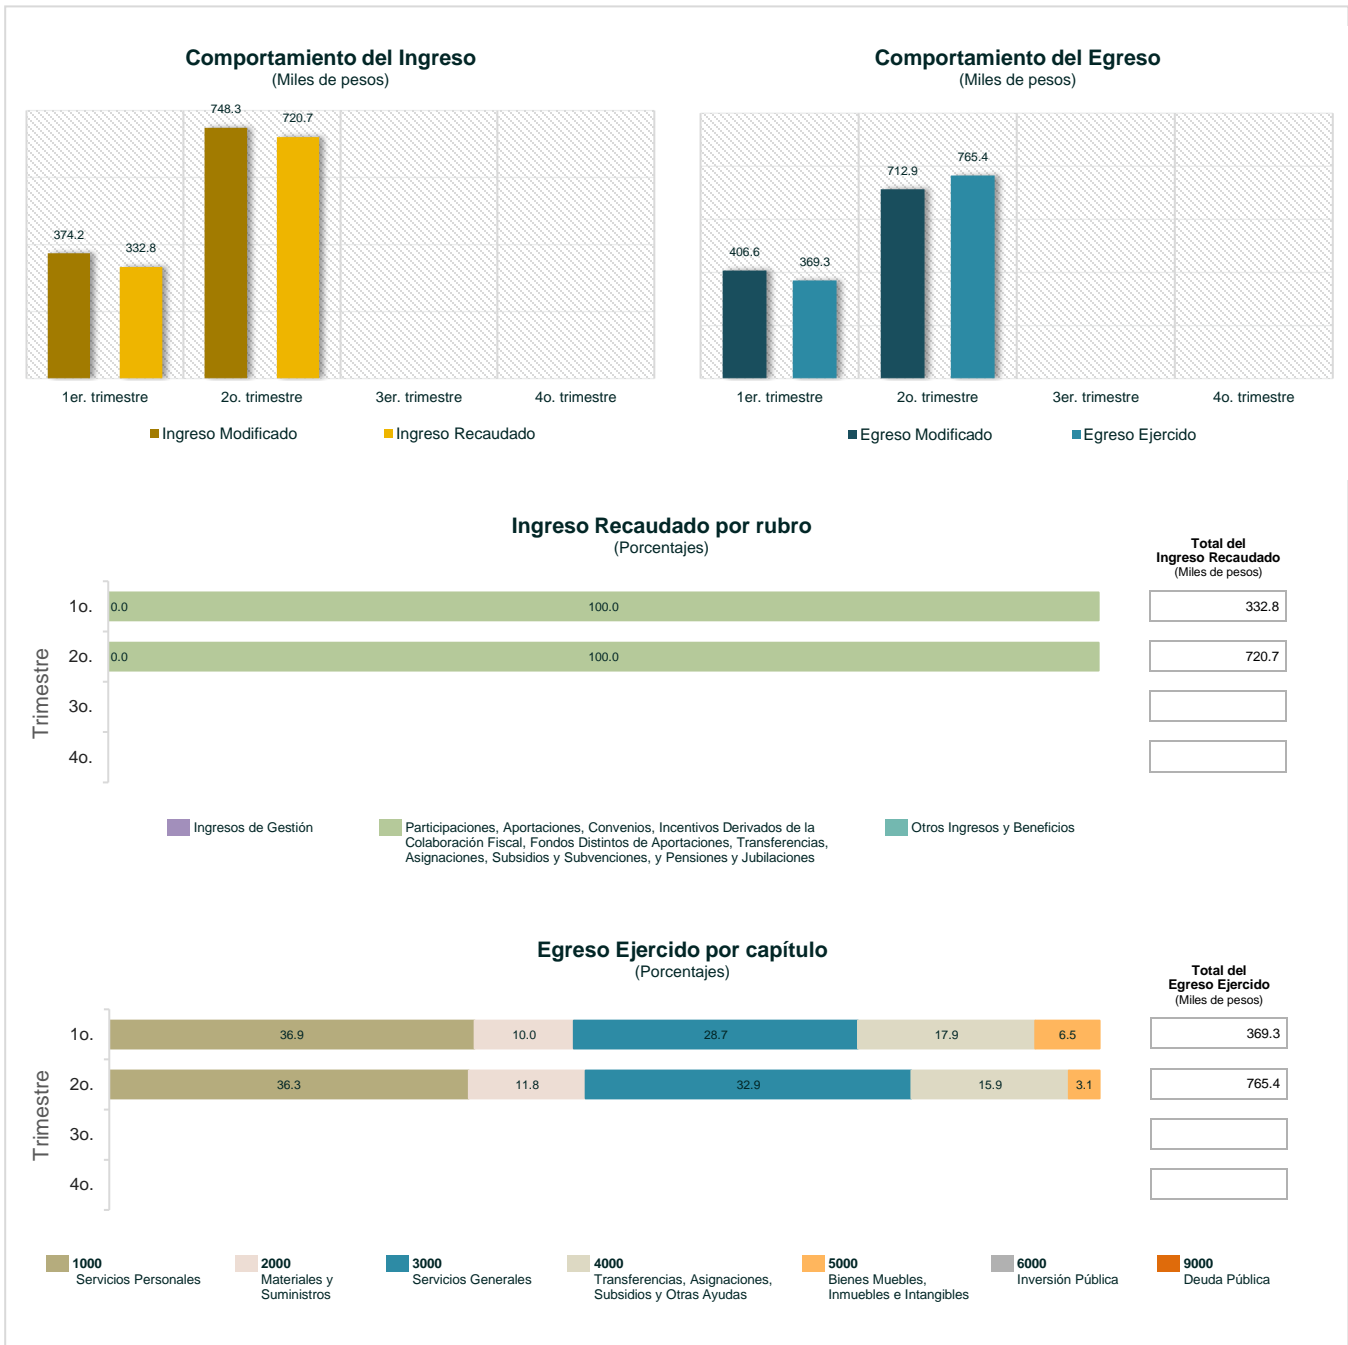 Comportamiento del Ingreso
(Miles de pesos)
748.3
720.7
374.2
332.8
1er. trimestre
2o. trimestre
3er. trimestre
4o. trimestre
Ingreso Modificado
Ingreso Recaudado
Comportamiento del Egreso
(Miles de pesos)
765.4
712.9
406.6
369.3
1er. trimestre
2o. trimestre
3er. trimestre
4o. trimestre
Egreso Modificado
Egreso Ejercido
Ingreso Recaudado por rubro
(Porcentajes)
Total del
Ingreso Recaudado
(Miles de pesos)
Trimestre
1o.
0.0
100.0
332.8
2o.
0.0
100.0
720.7
3o.
4o.
Ingresos de Gestión
Participaciones, Aportaciones, Convenios, Incentivos Derivados de la
Colaboración Fiscal, Fondos Distintos de Aportaciones, Transferencias,
Asignaciones, Subsidios y Subvenciones, y Pensiones y Jubilaciones
Otros Ingresos y Beneficios
Egreso Ejercido por capítulo
(Porcentajes)
Total del
Egreso Ejercido
(Miles de pesos)
Trimestre
1o.
36.9
10.0
28.7
17.9
6.5
369.3
2o.
36.3
11.8
32.9
15.9
3.1
765.4
3o.
4o.
1000
Servicios Personales
2000
Materiales y
Suministros
3000
Servicios Generales
4000
Transferencias, Asignaciones,
Subsidios y Otras Ayudas
5000
Bienes Muebles,
Inmuebles e Intangibles
6000
Inversión Pública
9000
Deuda Pública